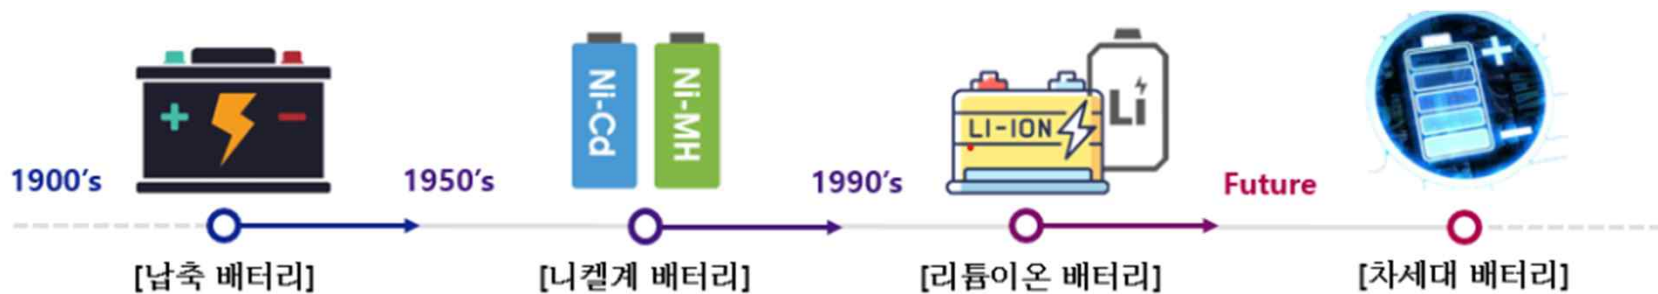 1900's
+
-
1950's
Ni-Cd
Ni-MH
1990's
LI-ION
Li
Future
+
-
[납축 배터리]
[니켈계 배터리]
[리튬이온 배터리]
[차세대 배터리]